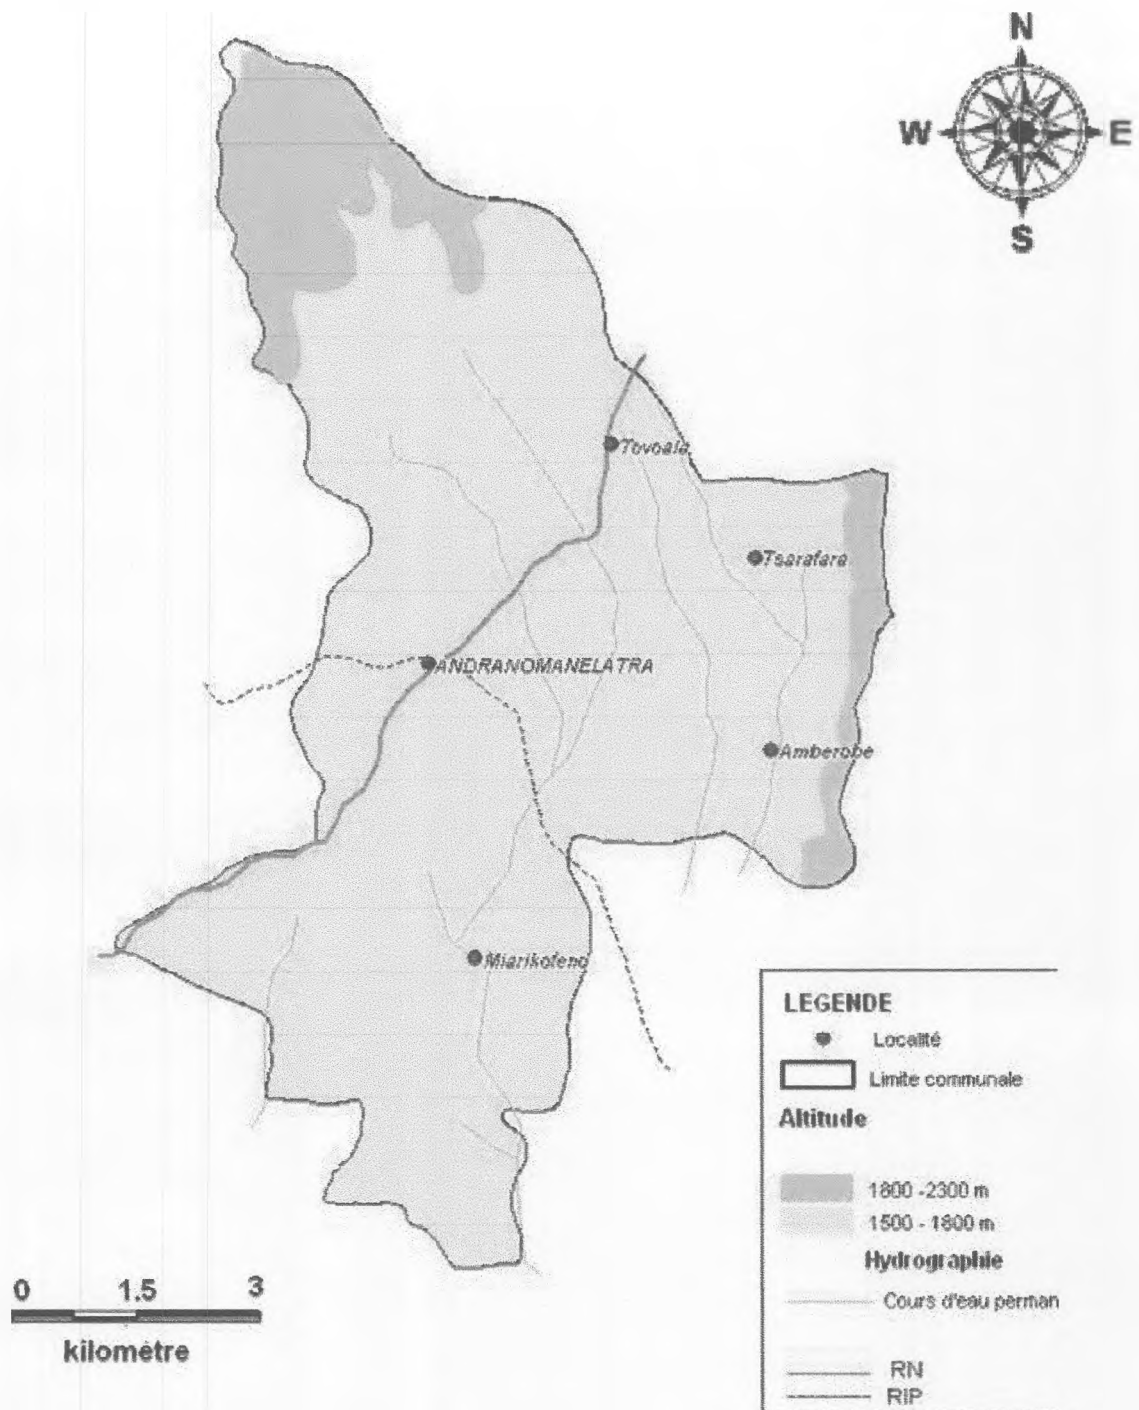 N
W E
S
Tovoala
Tsarafara
ANDRANOMANELATRA
Amberobe
Miarikofeno
LEGENDE
Localité
Limite communale
Altitude
1800 -2300 m
1500 - 1800 m
Hydrographie
Cours d'eau perman
RN
RIP
0 1.5 3
kilomètre